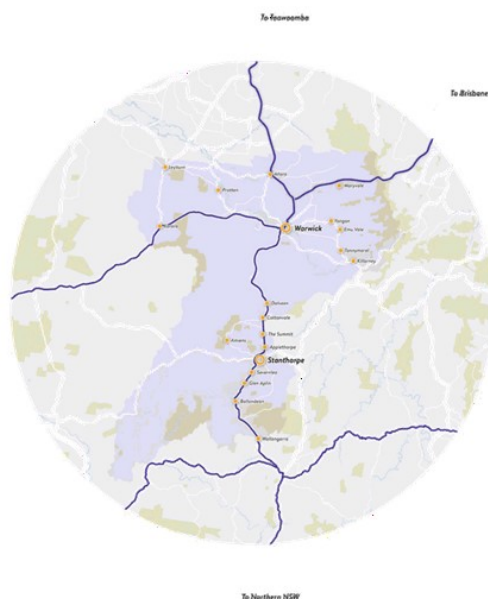 To Toowoomba
To Brisbane
Leyburn
Allora
Pratten
Maryvale
Yangan
Warwick
Emu Vale
Tannymorel
Killarney
Dalveen
Cottonvale
The Summit
Amiens
Applethorpe
Stanthorpe
Severnlea
Glen Aplin
Ballandean
Wallangarra
To Northern NSW